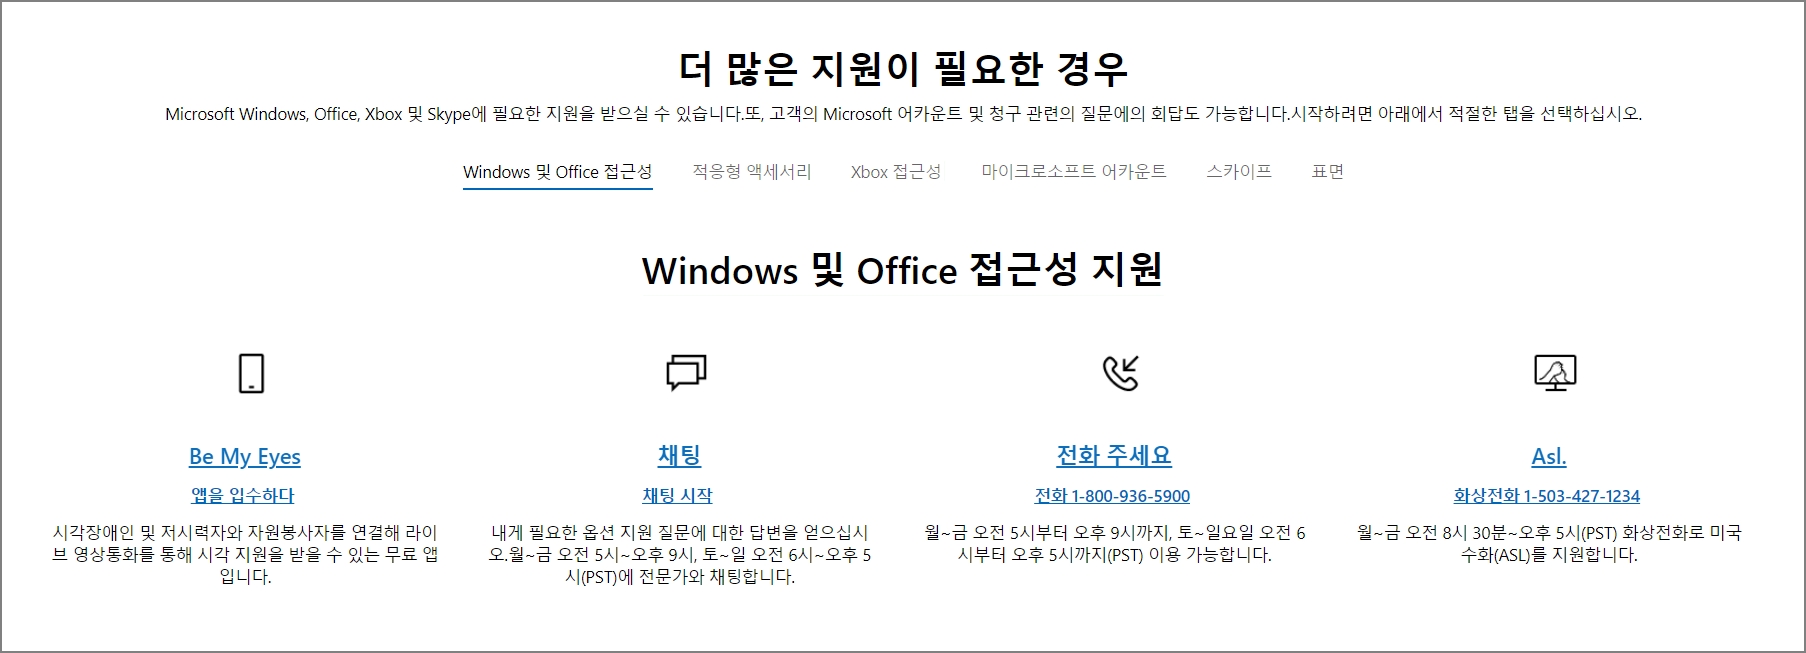 더 많은 지원이 필요한 경우
Microsoft Windows, Office, Xbox 및 Skype에 필요한 지원을 받으실 수 있습니다.또, 고객의 Microsoft 어카운트 및 청구 관련의 질문에의 회답도 가능합니다.시작하려면 아래에서 적절한 탭을 선택하십시오.
Windows 및 Office 접근성 적응형 액세서리 Xbox 접근성 마이크로소프트 어카운트 스카이프 표면
Windows 및 Office 접근성 지원
Be My Eyes
앱을 입수하다
시각장애인 및 저시력자와 자원봉사자를 연결해 라이
브 영상통화를 통해 시각 지원을 받을 수 있는 무료 앱
입니다.
채팅
채팅 시작
내게 필요한 옵션 지원 질문에 대한 답변을 얻으십시
오.월~금 오전 5시~오후 9시, 토~일 오전 6시~오후 5
시(PST)에 전문가와 채팅합니다.
전화 주세요
전화 1-800-936-5900
월~금 오전 5시부터 오후 9시까지, 토~일요일 오전 6
시부터 오후 5시까지(PST) 이용 가능합니다.
Asl.
화상전화 1-503-427-1234
월~금 오전 8시 30분~오후 5시(PST) 화상전화로 미국
수화(ASL)를 지원합니다.